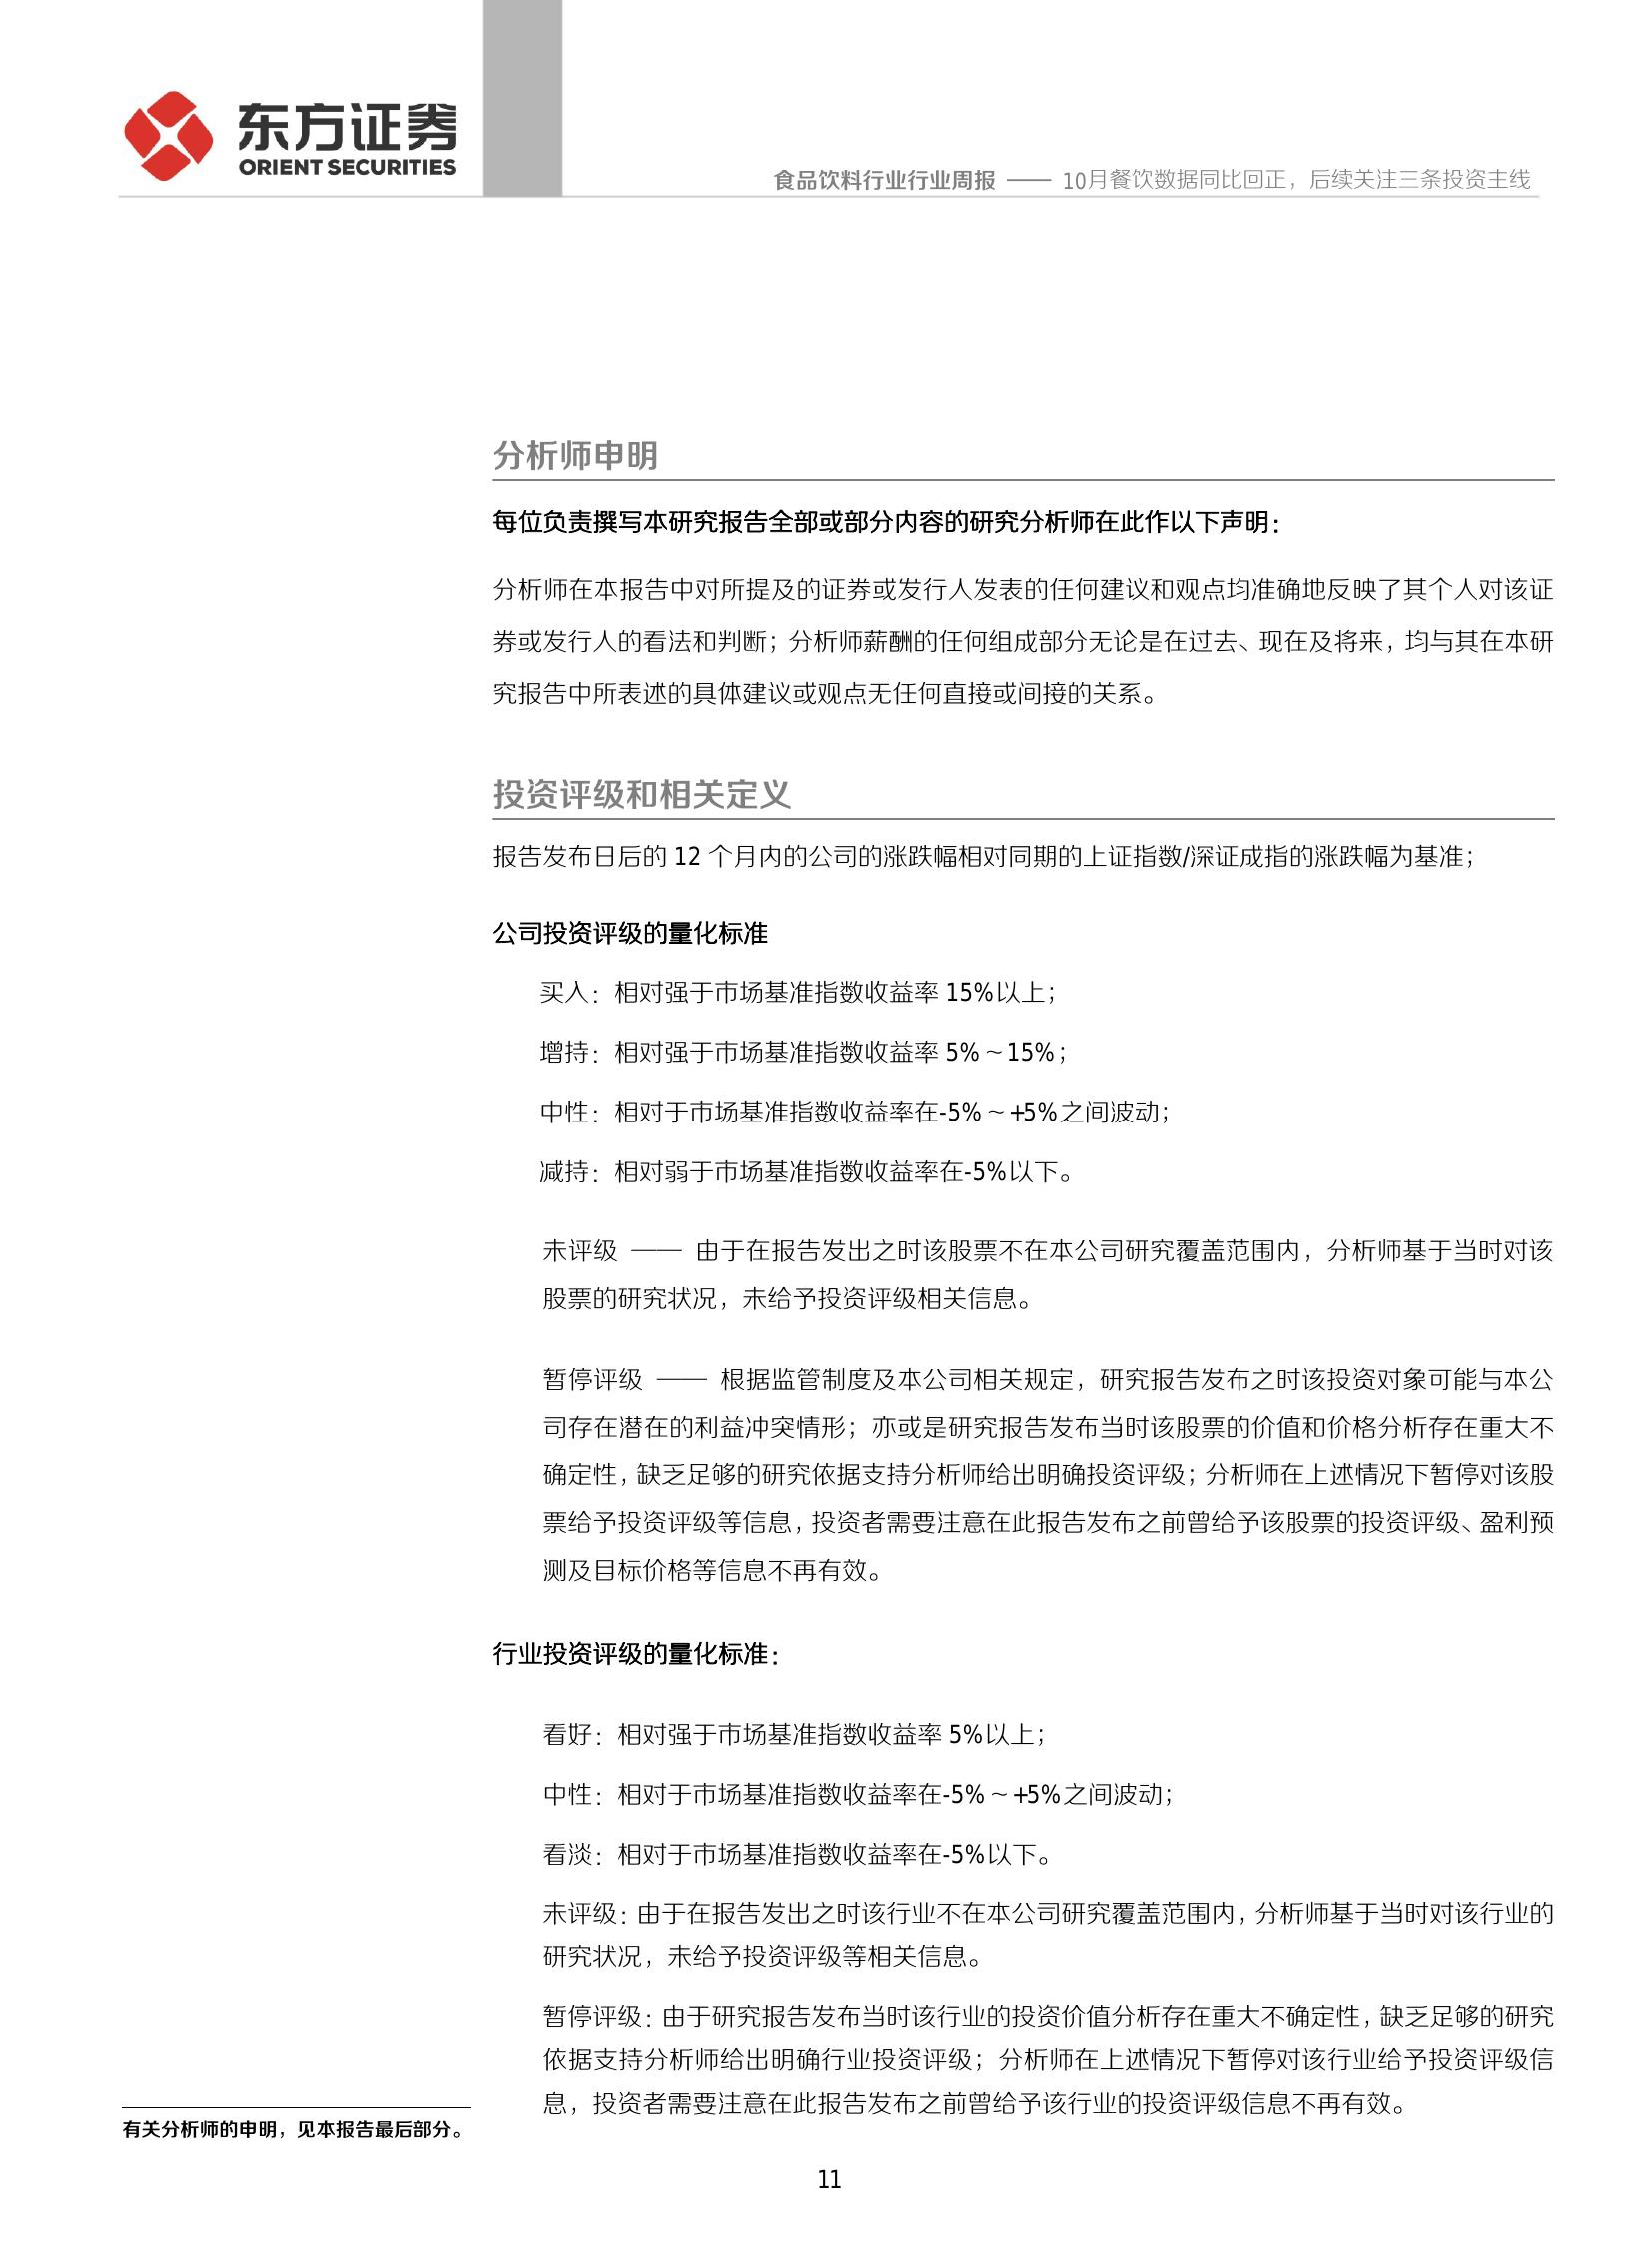 东方证券
ORIENT SECURITIES
食品饮料行业行业周报 —— 10月餐饮数据同比回正，后续关注三条投资主线
分析师申明
每位负责撰写本研究报告全部或部分内容的研究分析师在此作以下声明：
分析师在本报告中对所提及的证券或发行人发表的任何建议和观点均准确地反映了其个人对该证
券或发行人的看法和判断；分析师薪酬的任何组成部分无论是在过去、现在及将来，均与其在本研
究报告中所表述的具体建议或观点无任何直接或间接的关系。
投资评级和相关定义
报告发布日后的 12 个月内的公司的涨跌幅相对同期的上证指数/深证成指的涨跌幅为基准；
公司投资评级的量化标准
买入：相对强于市场基准指数收益率 15%以上；
增持：相对强于市场基准指数收益率 5%～15%；
中性：相对于市场基准指数收益率在-5%～+5%之间波动；
减持：相对弱于市场基准指数收益率在-5%以下。
未评级 —— 由于在报告发出之时该股票不在本公司研究覆盖范围内，分析师基于当时对该
股票的研究状况，未给予投资评级相关信息。
暂停评级 —— 根据监管制度及本公司相关规定，研究报告发布之时该投资对象可能与本公
司存在潜在的利益冲突情形；亦或是研究报告发布当时该股票的价值和价格分析存在重大不
确定性，缺乏足够的研究依据支持分析师给出明确投资评级；分析师在上述情况下暂停对该股
票给予投资评级等信息，投资者需要注意在此报告发布之前曾给予该股票的投资评级、盈利预
测及目标价格等信息不再有效。
行业投资评级的量化标准：
看好：相对强于市场基准指数收益率 5%以上；
中性：相对于市场基准指数收益率在-5%～+5%之间波动；
看淡：相对于市场基准指数收益率在-5%以下。
未评级：由于在报告发出之时该行业不在本公司研究覆盖范围内，分析师基于当时对该行业的
研究状况，未给予投资评级等相关信息。
暂停评级：由于研究报告发布当时该行业的投资价值分析存在重大不确定性，缺乏足够的研究
依据支持分析师给出明确行业投资评级；分析师在上述情况下暂停对该行业给予投资评级信
息，投资者需要注意在此报告发布之前曾给予该行业的投资评级信息不再有效。
有关分析师的申明，见本报告最后部分。
11